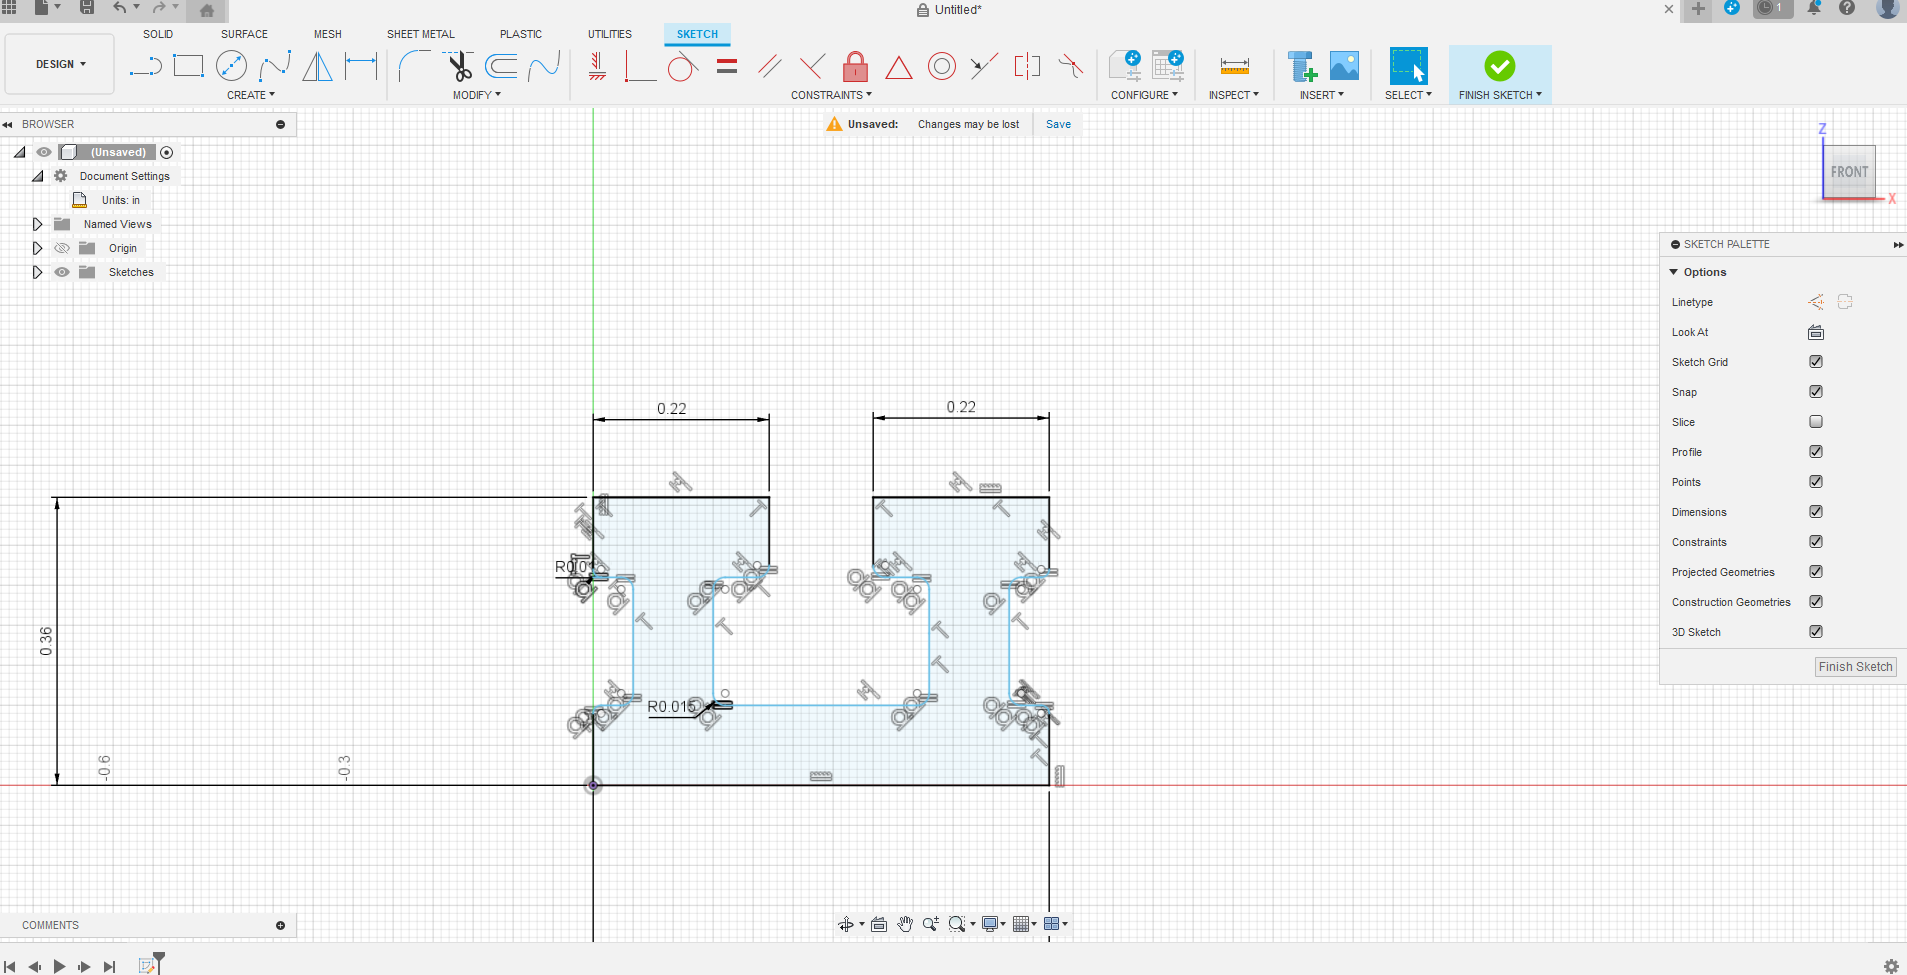 Untitled*
1
SOLID SURFACE MESH SHEET METAL PLASTIC UTILITIES SKETCH
DESIGN
CREATE MODIFY CONSTRAINTS CONFIGURE INSPECT INSERT SELECT FINISH SKETCH
BROWSER
Unsaved: Changes may be lost Save
(Unsaved)
Document Settings
Units: in
Named Views
Origin
Sketches
Z
FRONT
X
SKETCH PALETTE
Options
Linetype
Look At
Sketch Grid
Snap
Slice
Profile
Points
Dimensions
Constraints
Projected Geometries
Construction Geometries
3D Sketch
Finish Sketch
0.22
0.22
0.36
R0.015
-0.6
-0.3
COMMENTS